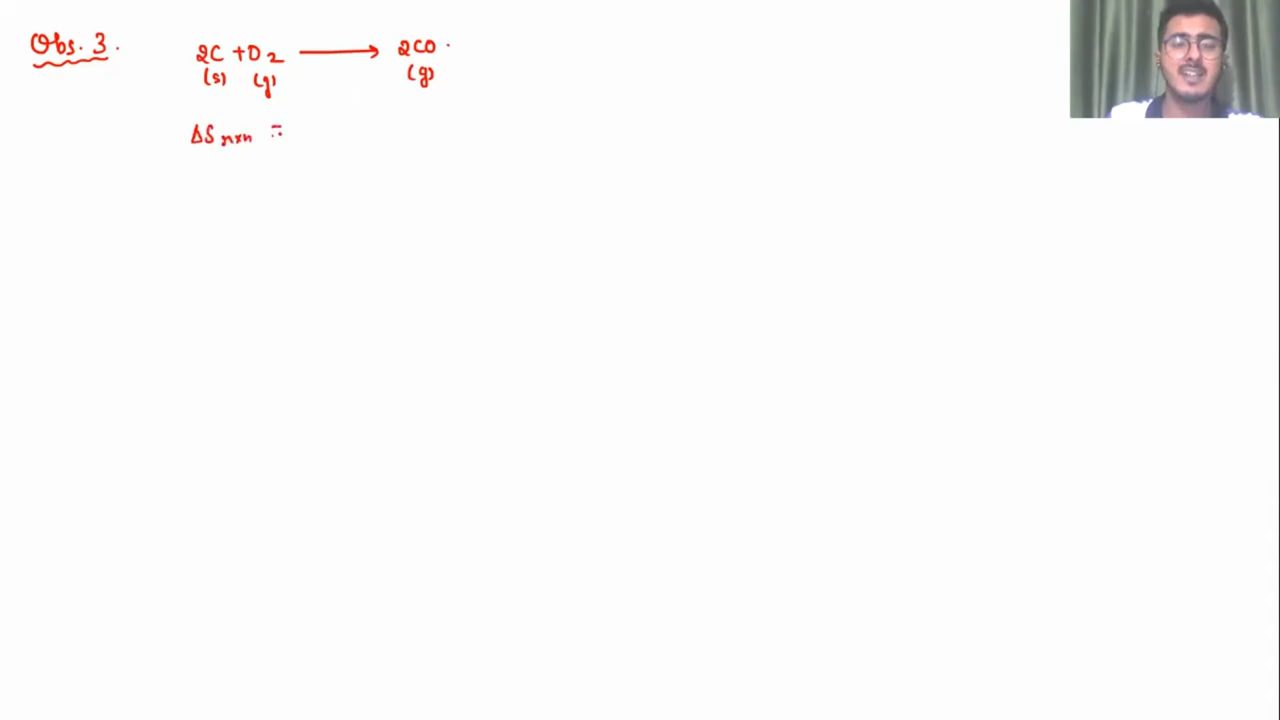 Obs. 3.
2C + O2 ⟶ 2CO.
(s) (g) (g)
ΔS rxn =